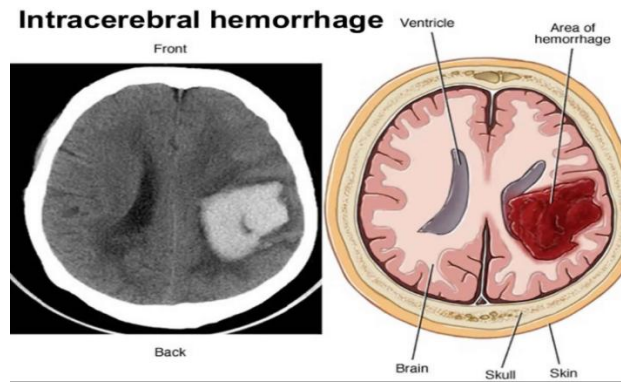 Intracerebral hemorrhage
Front
Back
Ventricle
Area of
hemorrhage
Brain
Skull
Skin